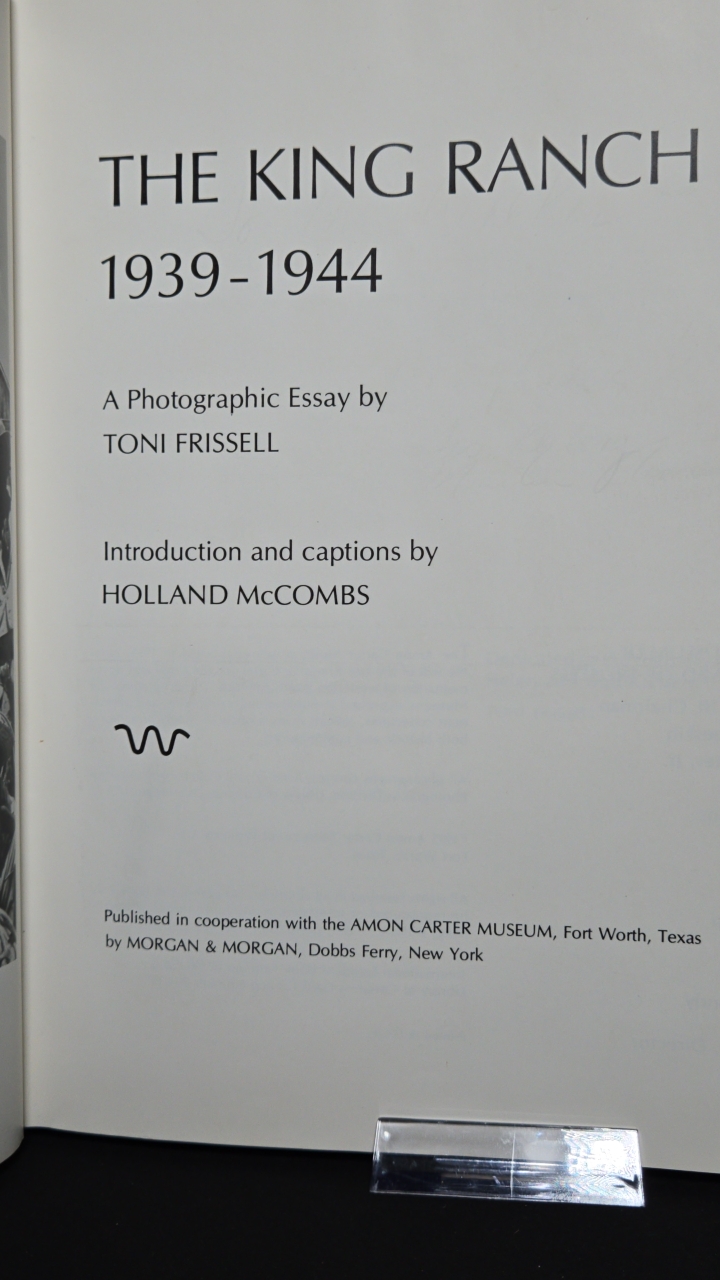 THE KING RANCH
1939-1944
A Photographic Essay by
TONI FRISSELL
Introduction and captions by
HOLLAND McCOMBS
Published in cooperation with the AMON CARTER MUSEUM, Fort Worth, Texas
by MORGAN & MORGAN, Dobbs Ferry, New York